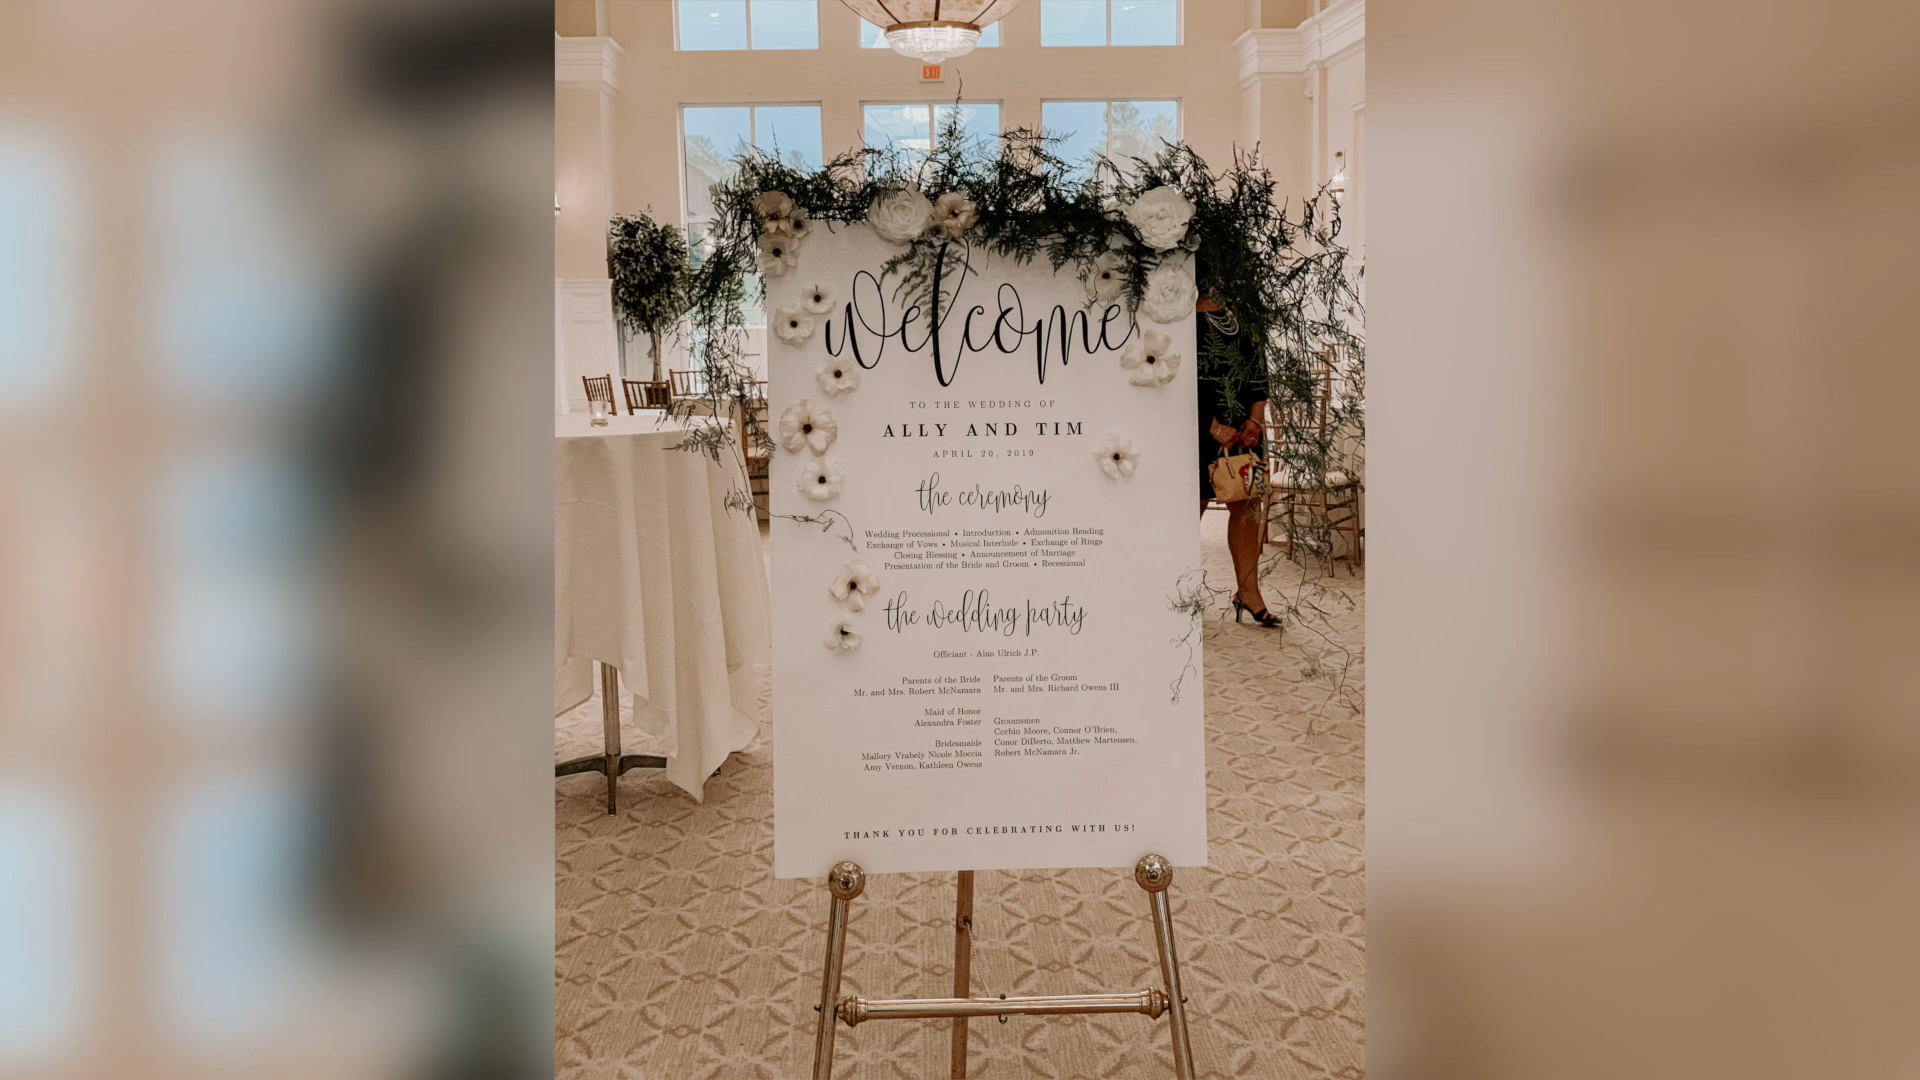 EXIT
welcome
TO THE WEDDING OF
ALLY AND TIM
APRIL 20, 2019
the ceremony
Wedding Processional • Introduction • Admonition Reading
Exchange of Vows • Musical Interlude • Exchange of Rings
Closing Blessing • Announcement of Marriage
Presentation of the Bride and Groom • Recessional
the wedding party
Officiant - Alan Ulrich J.P.
Parents of the Bride
Mr. and Mrs. Robert McNamara
Parents of the Groom
Mr. and Mrs. Richard Owens III
Maid of Honor
Alexandra Foster
Bridesmaids
Mallory Vrabely Nicole Moccia
Amy Vernon, Kathleen Owens
Groomsmen
Corbin Moore, Connor O'Brien,
Conor DiBerto, Matthew Martensen,
Robert McNamara Jr.
THANK YOU FOR CELEBRATING WITH US!